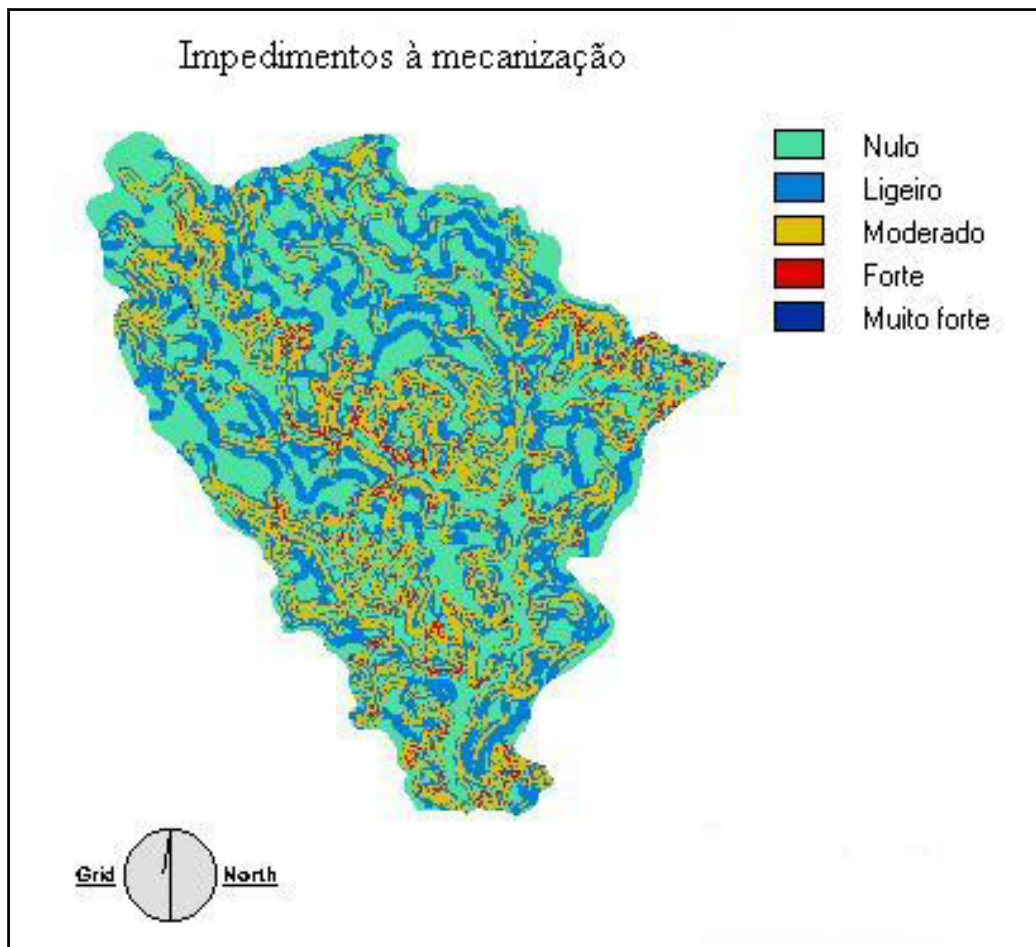 Impedimentos à mecanização
Nulo
Ligeiro
Moderado
Forte
Muito forte
Grid North